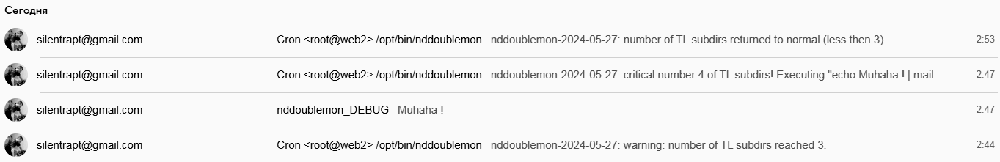 Сегодня
silentrapt@gmail.com Cron <root@web2> /opt/bin/nddoublemon nddoublemon-2024-05-27: number of TL subdirs returned to normal (less then 3) 2:53
silentrapt@gmail.com Cron <root@web2> /opt/bin/nddoublemon nddoublemon-2024-05-27: critical number 4 of TL subdirs! Executing "echo Muhaha ! | mail... 2:47
silentrapt@gmail.com nddoublemon_DEBUG Muhaha ! 2:47
silentrapt@gmail.com Cron <root@web2> /opt/bin/nddoublemon nddoublemon-2024-05-27: warning: number of TL subdirs reached 3. 2:44